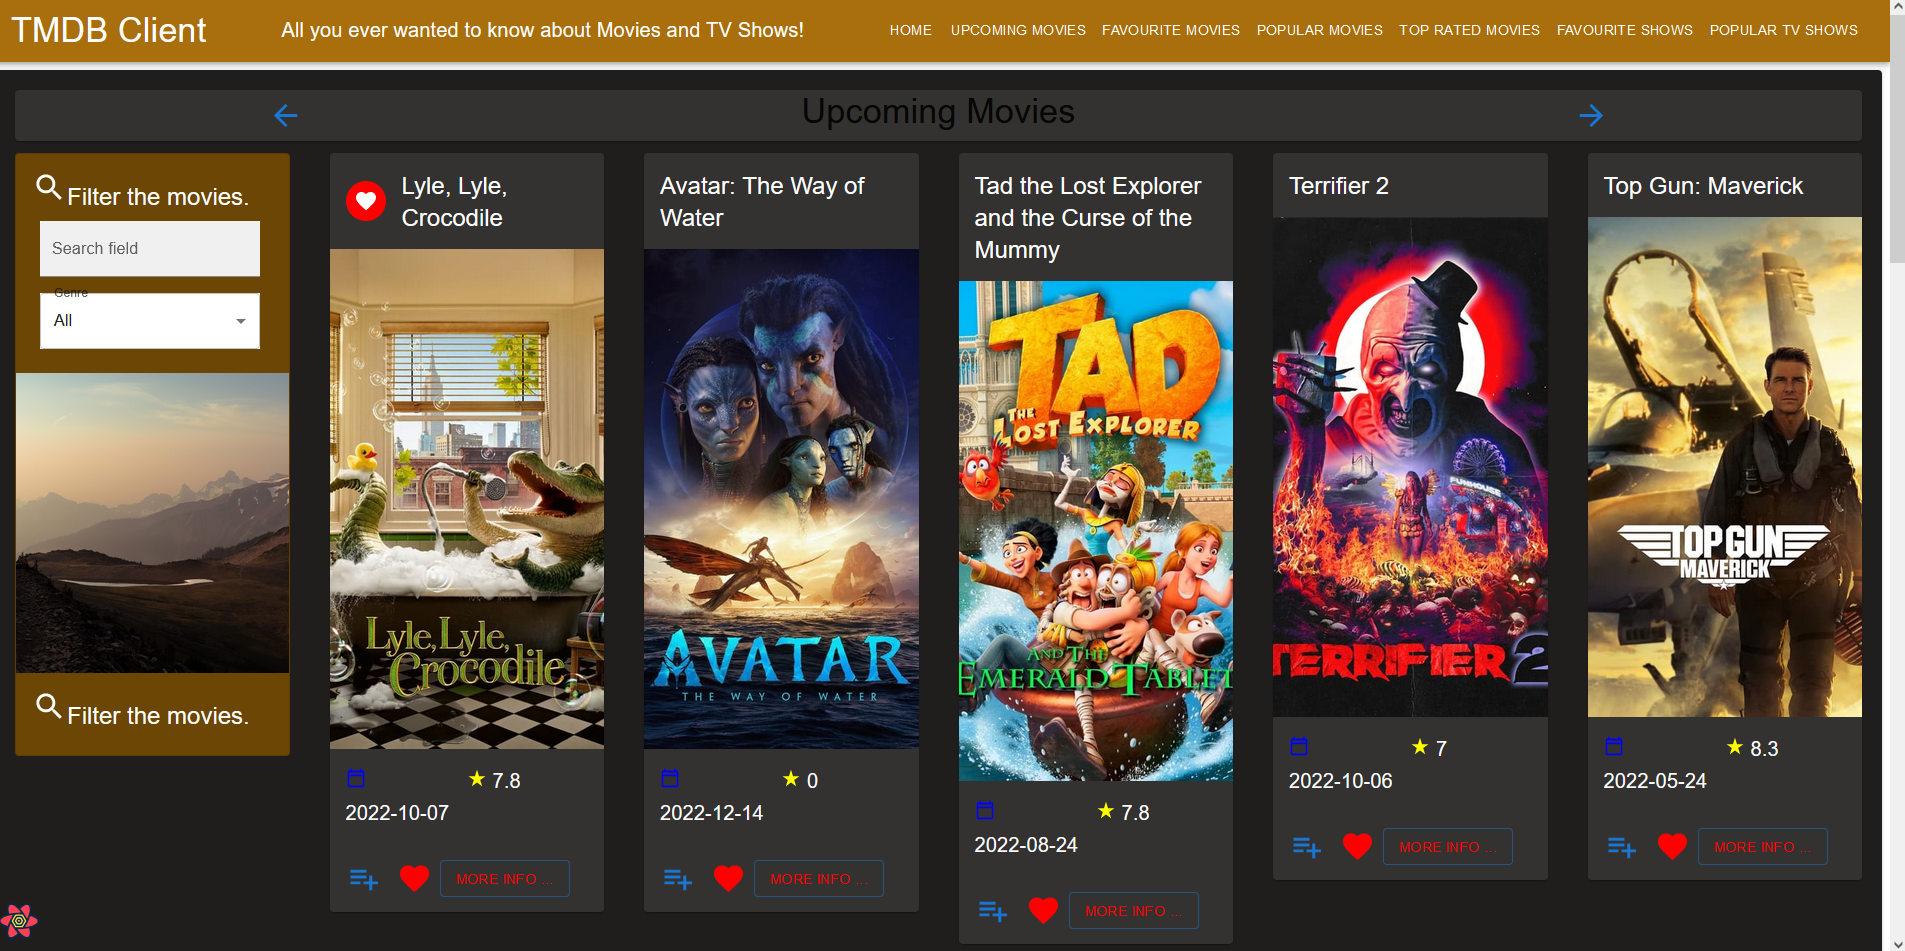 TMDB Client
All you ever wanted to know about Movies and TV Shows!
HOME UPCOMING MOVIES FAVOURITE MOVIES POPULAR MOVIES TOP RATED MOVIES FAVOURITE SHOWS POPULAR TV SHOWS
Upcoming Movies
Filter the movies.
Search field
Genre
All
Filter the movies.
Lyle, Lyle,
Crocodile
LYLE, LYLE,
CROCODILE
7.8
2022-10-07
MORE INFO ...
Avatar: The Way of
Water
AVATAR
THE WAY OF WATER
0
2022-12-14
MORE INFO ...
Tad the Lost Explorer
and the Curse of the
Mummy
TAD
THE
LOST EXPLORER
AND THE
EMERALD TABLET
7.8
2022-08-24
MORE INFO ...
Terrifier 2
FUNHOUSE
TERRIFIER 2
7
2022-10-06
MORE INFO ...
Top Gun: Maverick
TOP GUN
MAVERICK
8.3
2022-05-24
MORE INFO ...